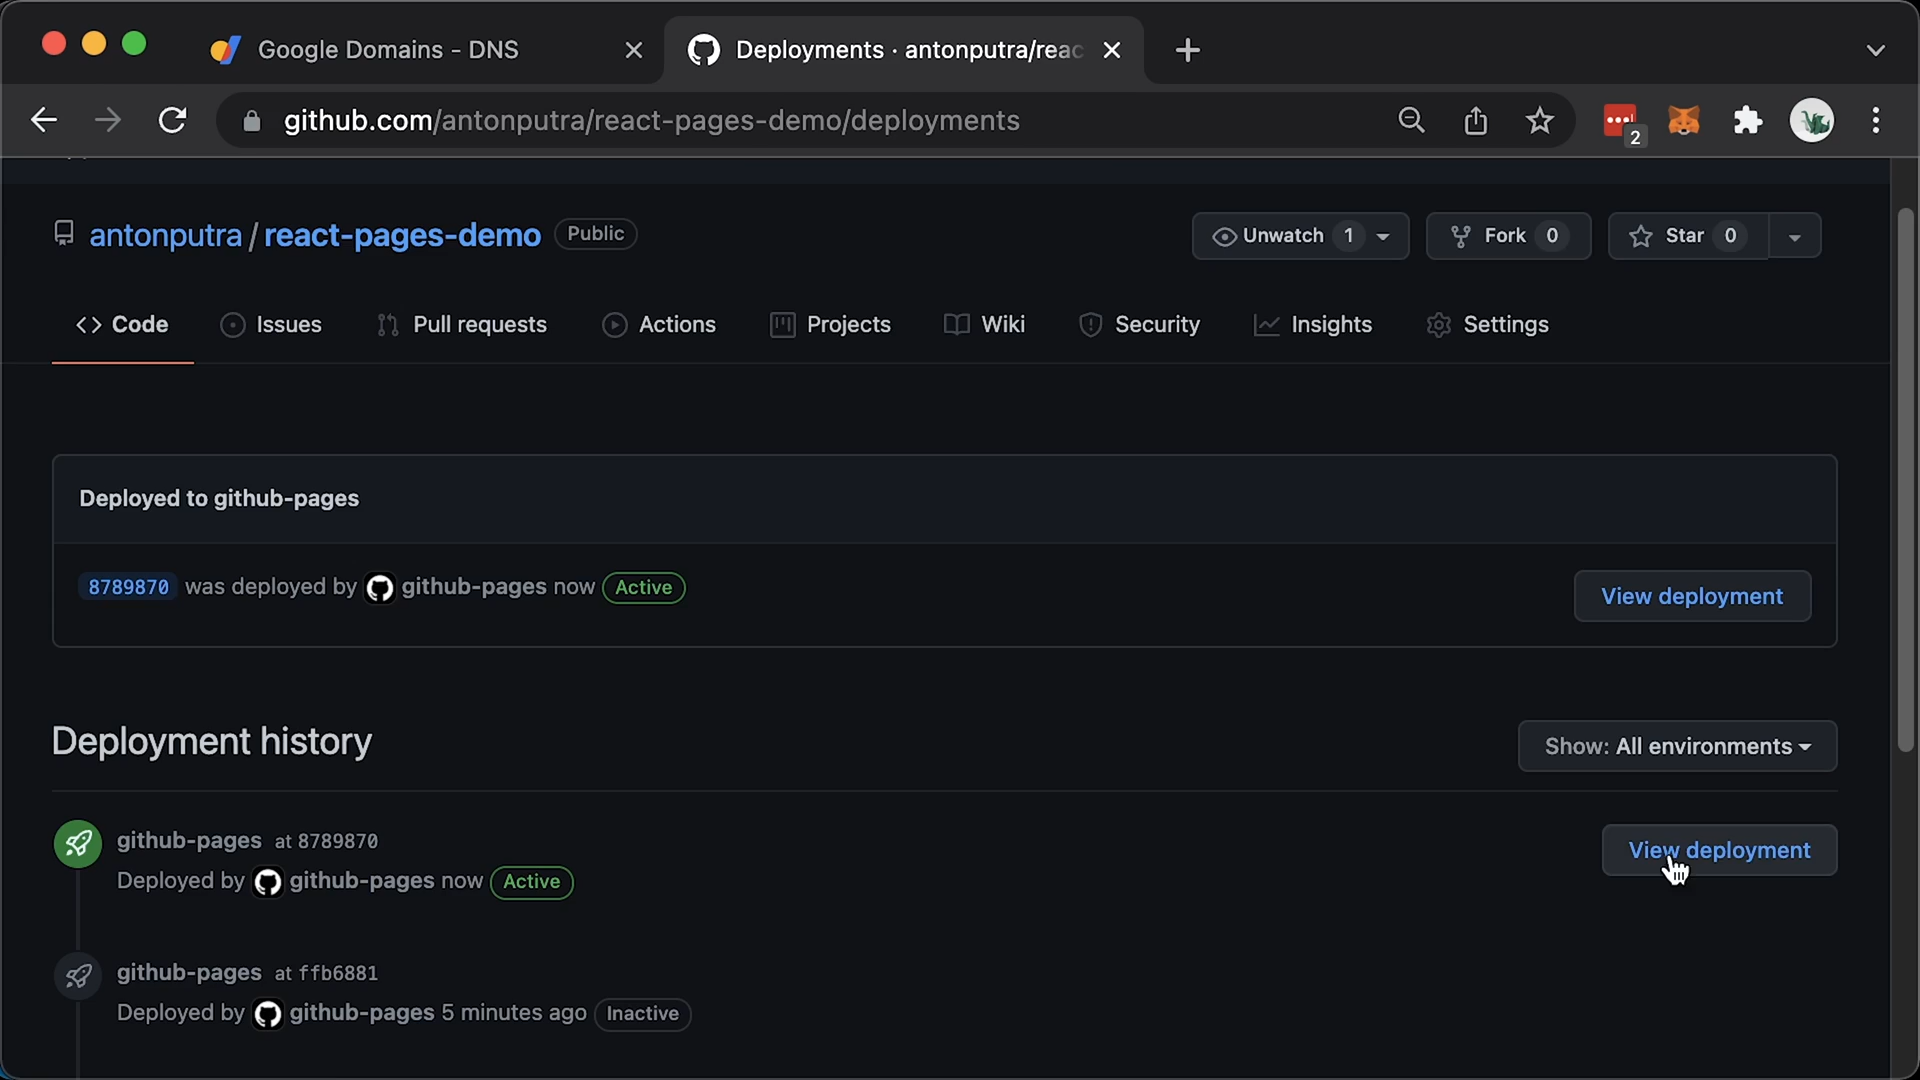 Google Domains - DNS
Deployments · antonputra/reac
github.com/antonputra/react-pages-demo/deployments
2
antonputra / react-pages-demo Public
Unwatch 1
Fork 0
Star 0
Code
Issues
Pull requests
Actions
Projects
Wiki
Security
Insights
Settings
Deployed to github-pages
8789870 was deployed by github-pages now Active
View deployment
Deployment history
Show: All environments
github-pages at 8789870
Deployed by github-pages now Active
View deployment
github-pages at ffb6881
Deployed by github-pages 5 minutes ago Inactive